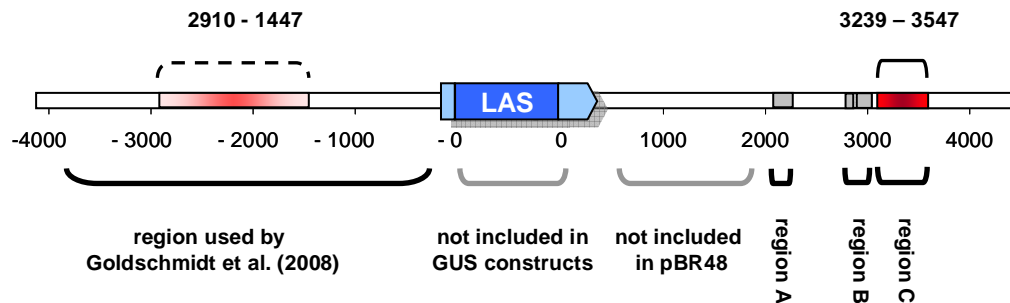 2910 - 1447
3239 – 3547
LAS
-4000
- 3000
- 2000
- 1000
- 0
0
1000
2000
3000
4000
region used by
Goldschmidt et al. (2008)
not included in
GUS constructs
not included
in pBR48
region A
region B
region C